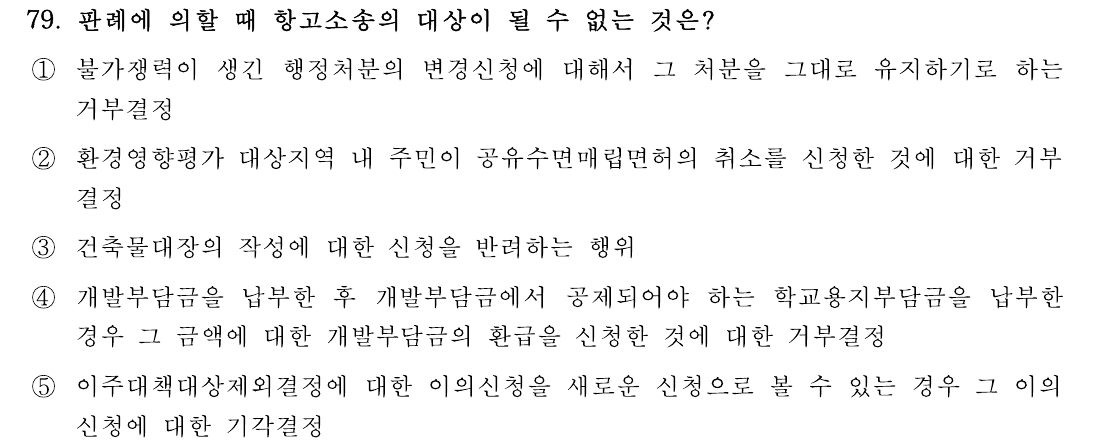 79. 판례에 의할 때 항고소송의 대상이 될 수 없는 것은?
① 불가쟁력이 생긴 행정처분의 변경신청에 대해서 그 처분을 그대로 유지하기로 하는
거부결정
② 환경영향평가 대상지역 내 주민이 공유수면매립면허의 취소를 신청한 것에 대한 거부
결정
③ 건축물대장의 작성에 대한 신청을 반려하는 행위
④ 개발부담금을 납부한 후 개발부담금에서 공제되어야 하는 학교용지부담금을 납부한
경우 그 금액에 대한 개발부담금의 환급을 신청한 것에 대한 거부결정
⑤ 이주대책대상제외결정에 대한 이의신청을 새로운 신청으로 볼 수 있는 경우 그 이의
신청에 대한 기각결정